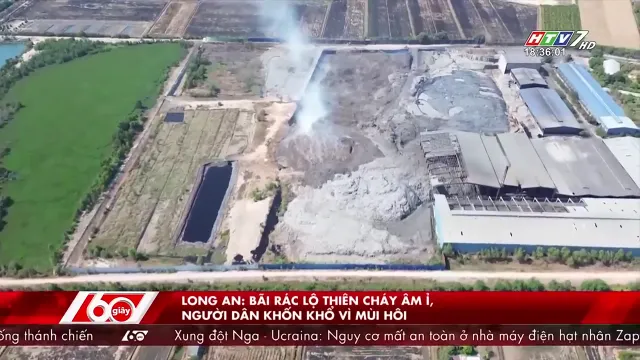 HTV7 HD
18:36:01
60 giây
LONG AN: BÃI RÁC LỘ THIÊN CHÁY ÂM Ỉ,
NGƯỜI DÂN KHỐN KHỔ VÌ MÙI HÔI
ống thánh chiến Xung đột Nga - Ucraina: Nguy cơ mất an toàn ở nhà máy điện hạt nhân Zap